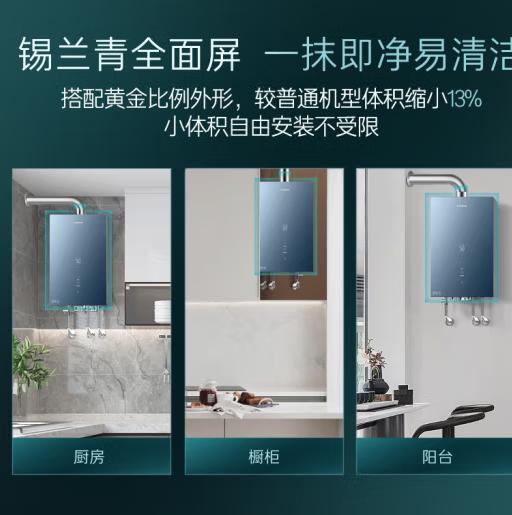 锡兰青全面屏 一抹即净易清洁
搭配黄金比例外形，较普通机型体积缩小13%
小体积自由安装不受限
厨房
橱柜
阳台